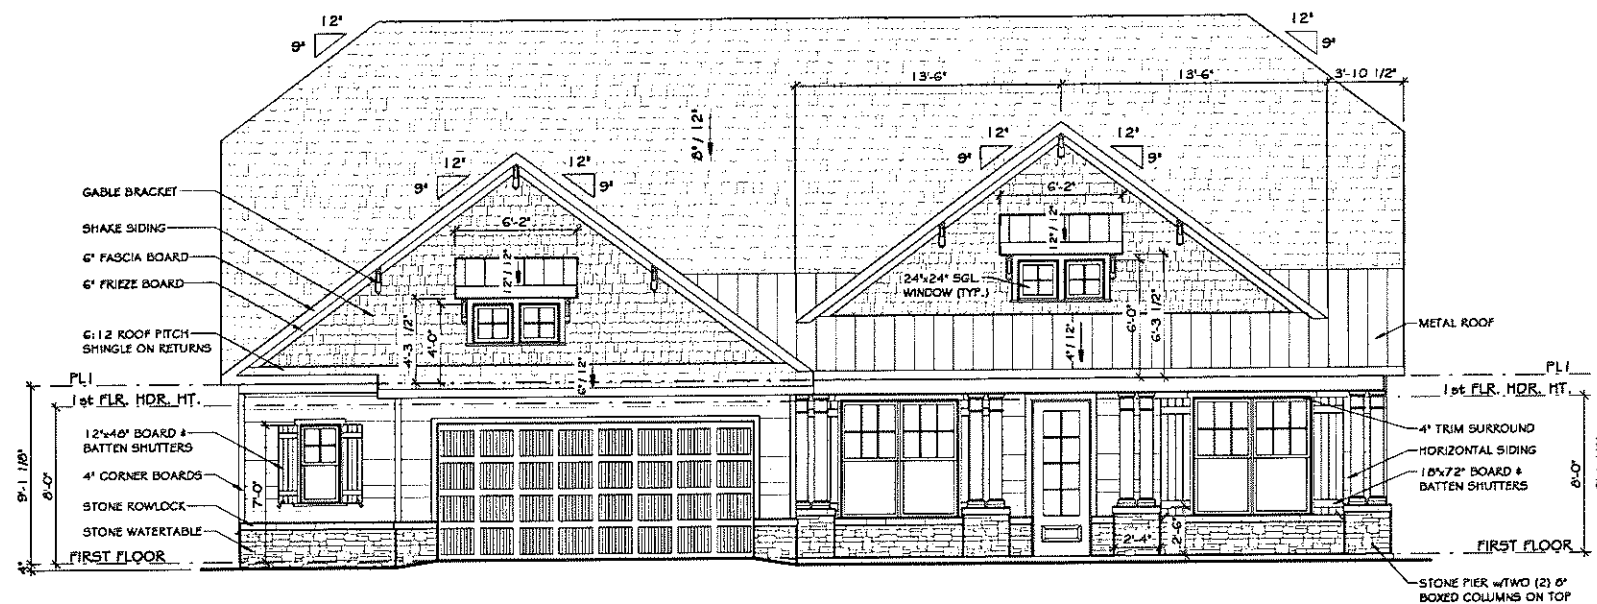 12"
9"
12"
9"
13'-6"
13'-6"
3'-10 1/2"
8"/12"
12"
9"
12"
9"
12"
9"
12"
9"
GABLE BRACKET
SHAKE SIDING
6" FASCIA BOARD
6" FRIEZE BOARD
6:12 ROOF PITCH
SHINGLE ON RETURNS
6'-2"
12"/12"
4'-3 1/2"
4'-0"
6"/12"
6'-2"
12"/12"
24"x24" SGL.
WINDOW (TYP.)
6'-0"
6'-3 1/2"
4"/12"
METAL ROOF
PL1
1st FLR. HDR. HT.
PL1
1st FLR. HDR. HT.
12"x48" BOARD &
BATTEN SHUTTERS
4" CORNER BOARDS
STONE ROWLOCK
STONE WATERTABLE
FIRST FLOOR
9'-1 1/8"
8'-0"
4"
7'-0"
2'-4"
2'-6"
4" TRIM SURROUND
HORIZONTAL SIDING
18"x72" BOARD &
BATTEN SHUTTERS
8'-0"
FIRST FLOOR
STONE PIER w/TWO (2) 8"
BOXED COLUMNS ON TOP